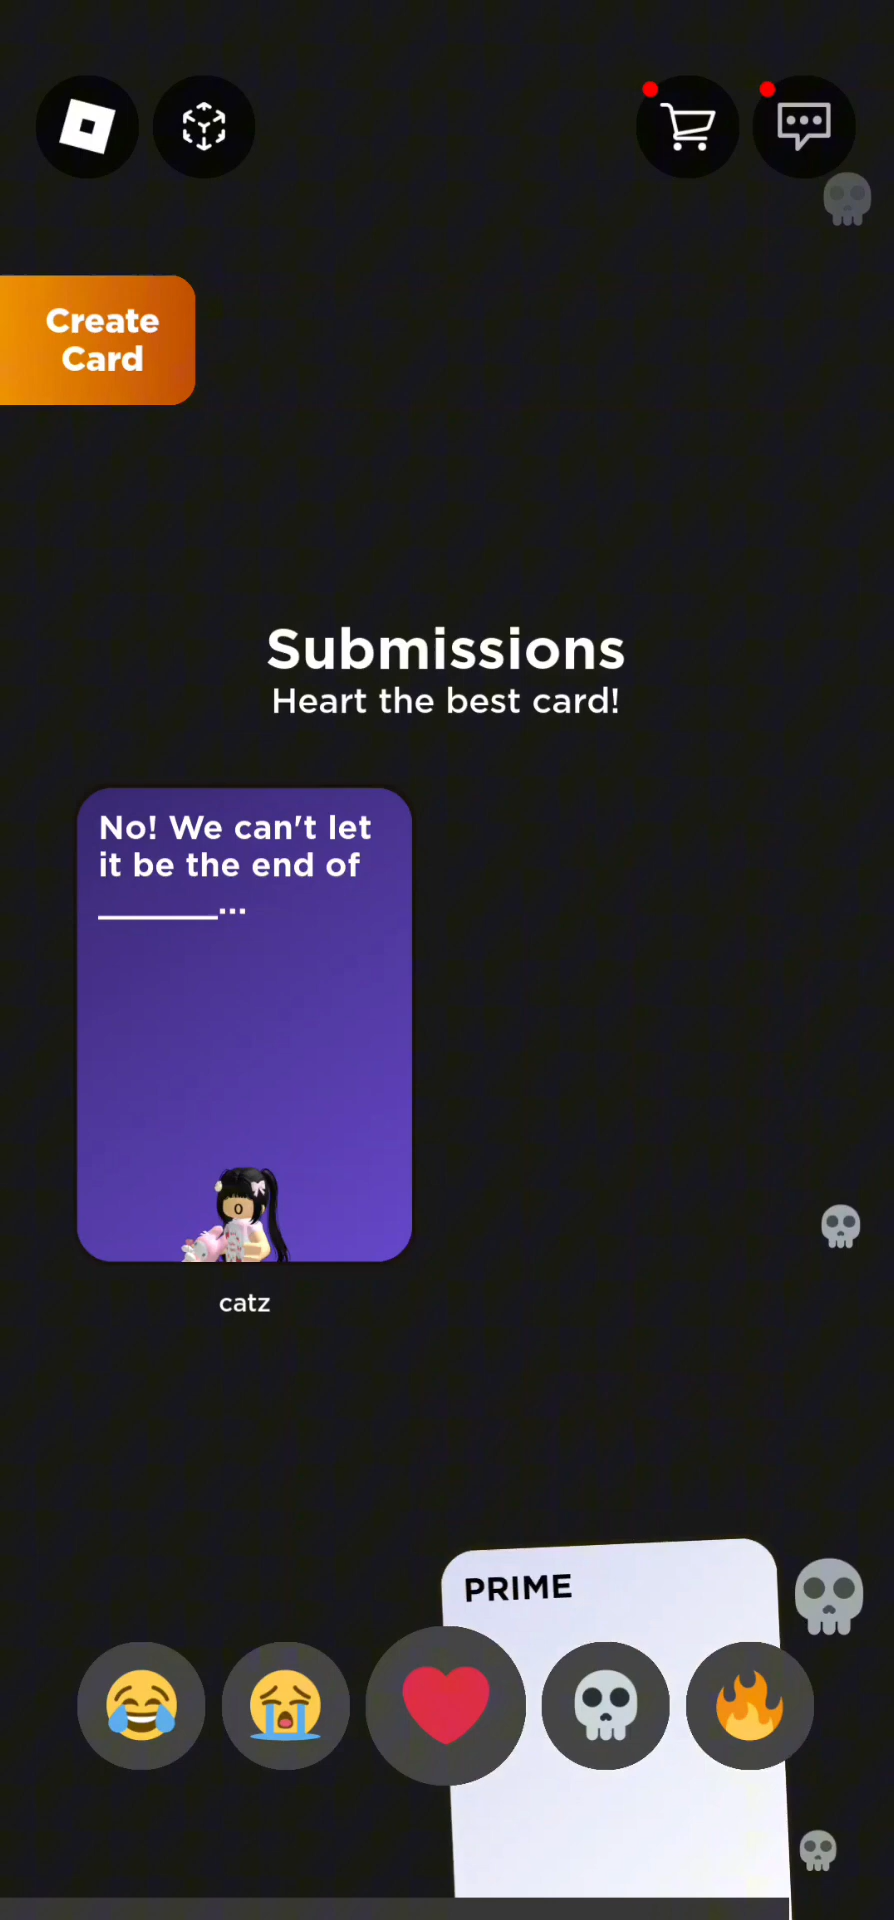 Create
Card
Submissions
Heart the best card!
No! We can't let
it be the end of
_______...
catz
PRIME